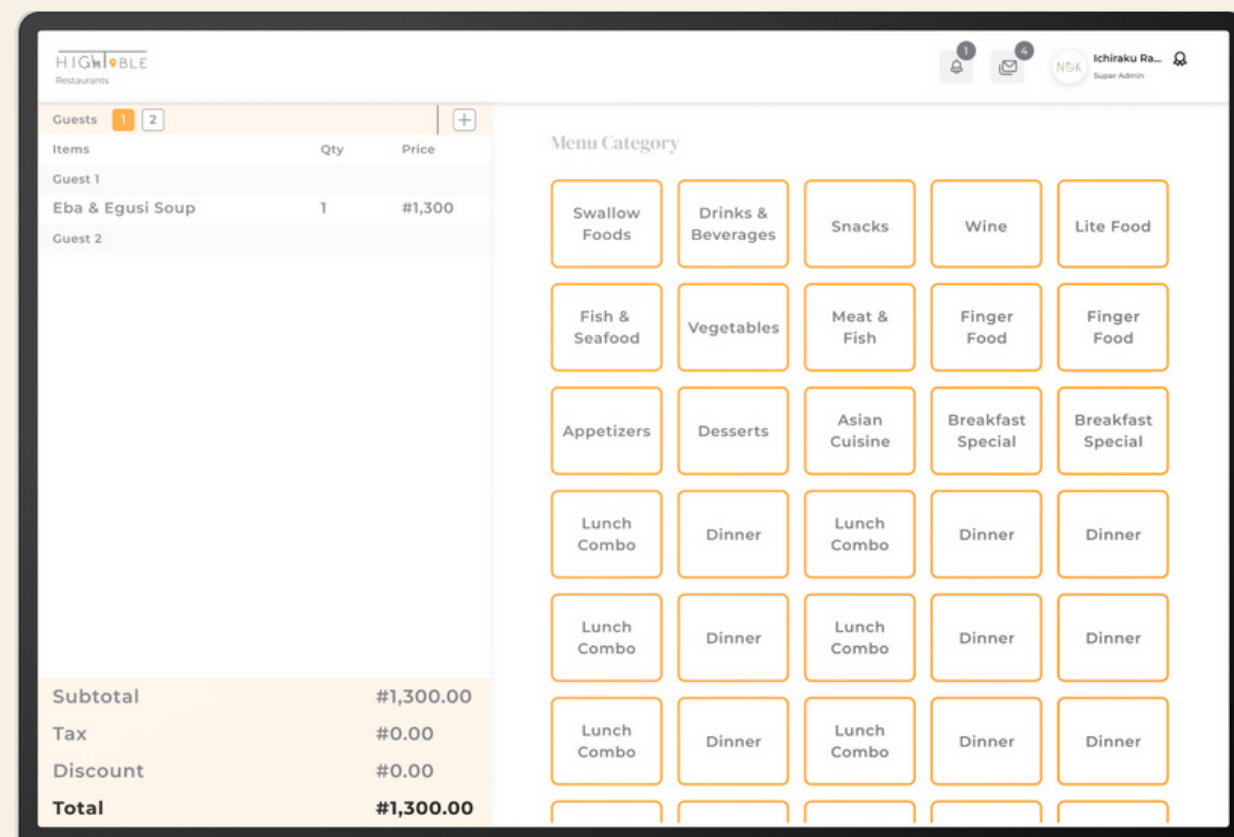 HIGHTABLE
Restaurants
1
4
NOK
Ichiraku Ra...
Super Admin
Guests 1 2
Items Qty Price
Guest 1
Eba & Egusi Soup 1 #1,300
Guest 2
Subtotal #1,300.00
Tax #0.00
Discount #0.00
Total #1,300.00
Menu Category
Swallow
Foods
Drinks &
Beverages
Snacks
Wine
Lite Food
Fish &
Seafood
Vegetables
Meat &
Fish
Finger
Food
Finger
Food
Appetizers
Desserts
Asian
Cuisine
Breakfast
Special
Breakfast
Special
Lunch
Combo
Dinner
Lunch
Combo
Dinner
Dinner
Lunch
Combo
Dinner
Lunch
Combo
Dinner
Dinner
Lunch
Combo
Dinner
Lunch
Combo
Dinner
Dinner